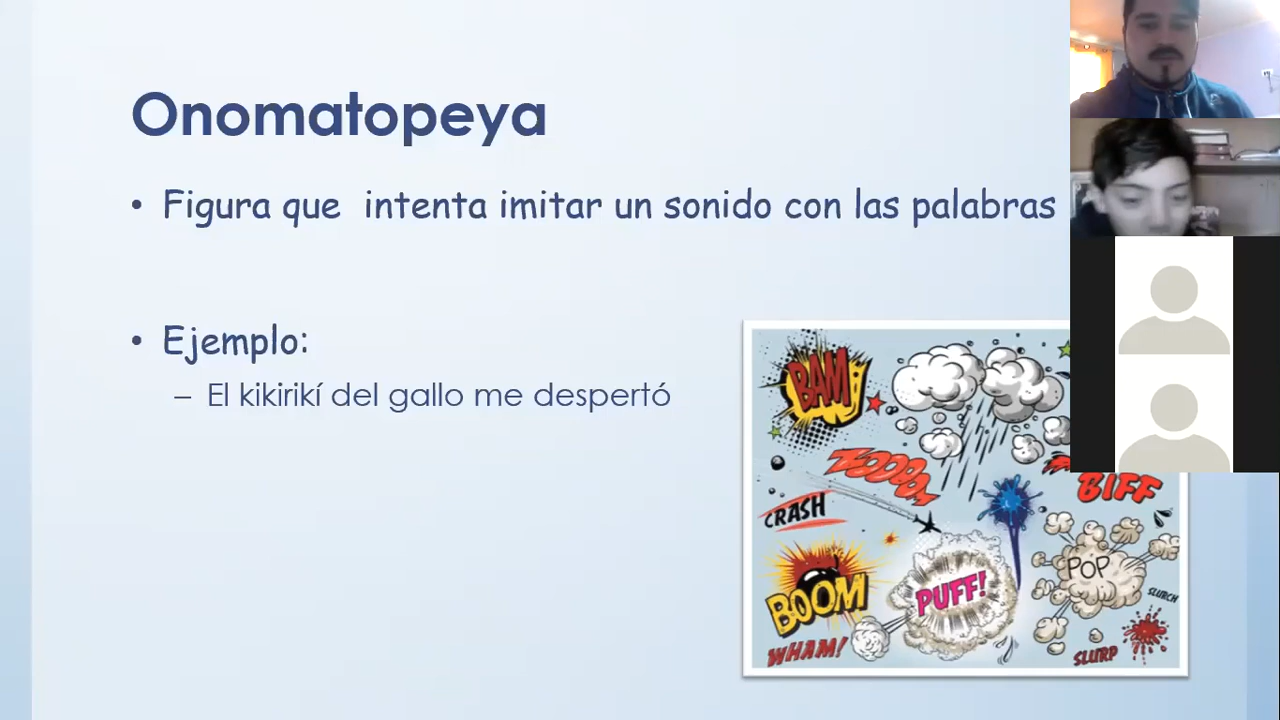 Onomatopeya
• Figura que intenta imitar un sonido con las palabras
• Ejemplo:
– El kikirikí del gallo me despertó
BAM
ZOOOOM
BIFF
CRASH
POP
PUFF!
BOOM
SLURCH
WHAM!
SLURP